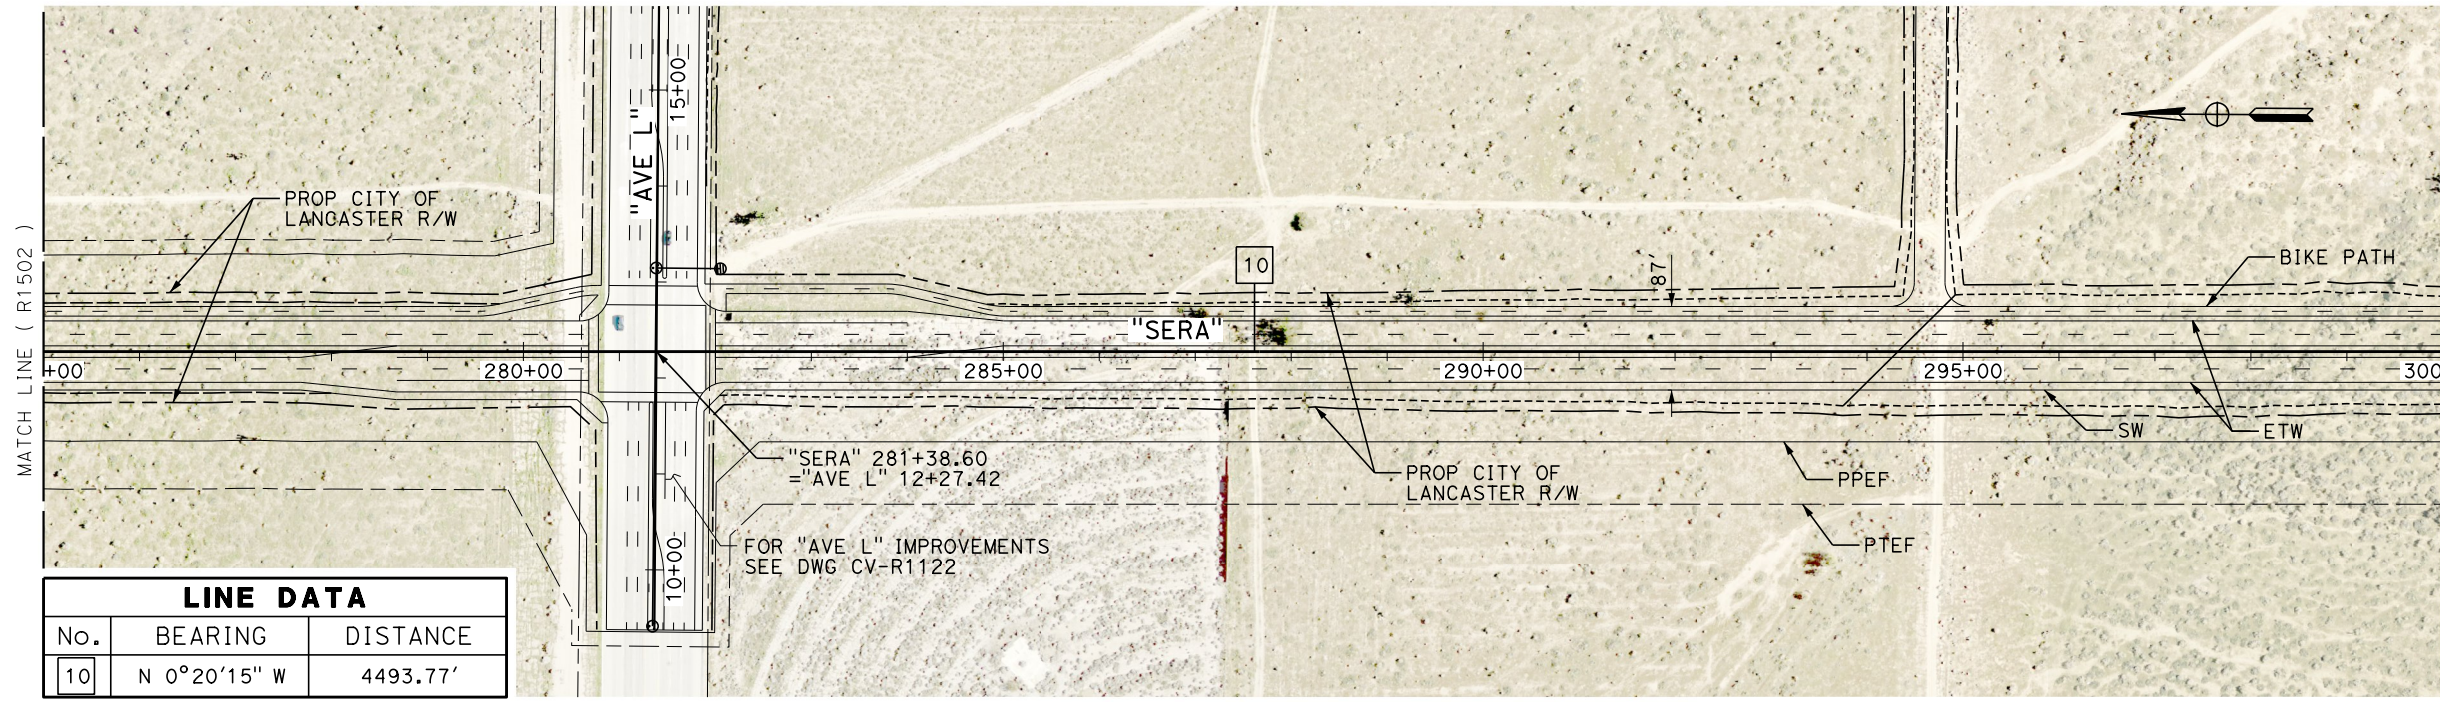 MATCH LINE ( R1502 )
PROP CITY OF
LANCASTER R/W
"AVE L"
15+00
10
87'
BIKE PATH
"SERA"
+00
280+00
285+00
290+00
295+00
300
"SERA" 281+38.60
="AVE L" 12+27.42
PROP CITY OF
LANCASTER R/W
SW
ETW
PPEF
PTEF
FOR "AVE L" IMPROVEMENTS
SEE DWG CV-R1122
10+00
LINE DATA
No. BEARING DISTANCE
10 N 0°20'15" W 4493.77'